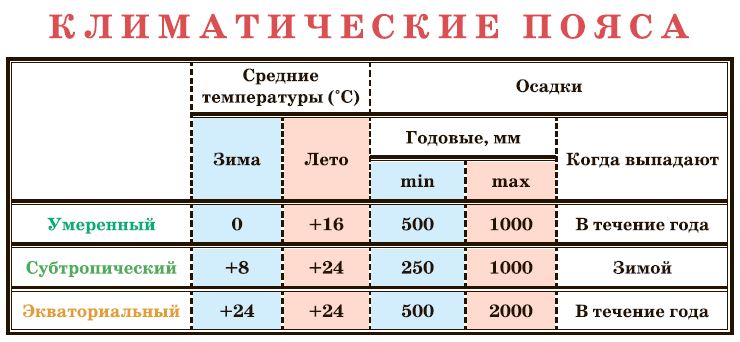 КЛИМАТИЧЕСКИЕ ПОЯСА
Средние температуры (˚С) Осадки
Зима Лето Годовые, мм Когда выпадают
min max
Умеренный 0 +16 500 1000 В течение года
Субтропический +8 +24 250 1000 Зимой
Экваториальный +24 +24 500 2000 В течение года